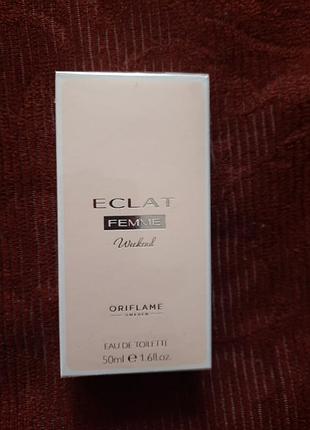 ECLAT
FEMME
Weekend
ORIFLAME
SWEDEN
EAU DE TOILETTE
50ml ℮ 1.6fl.oz.